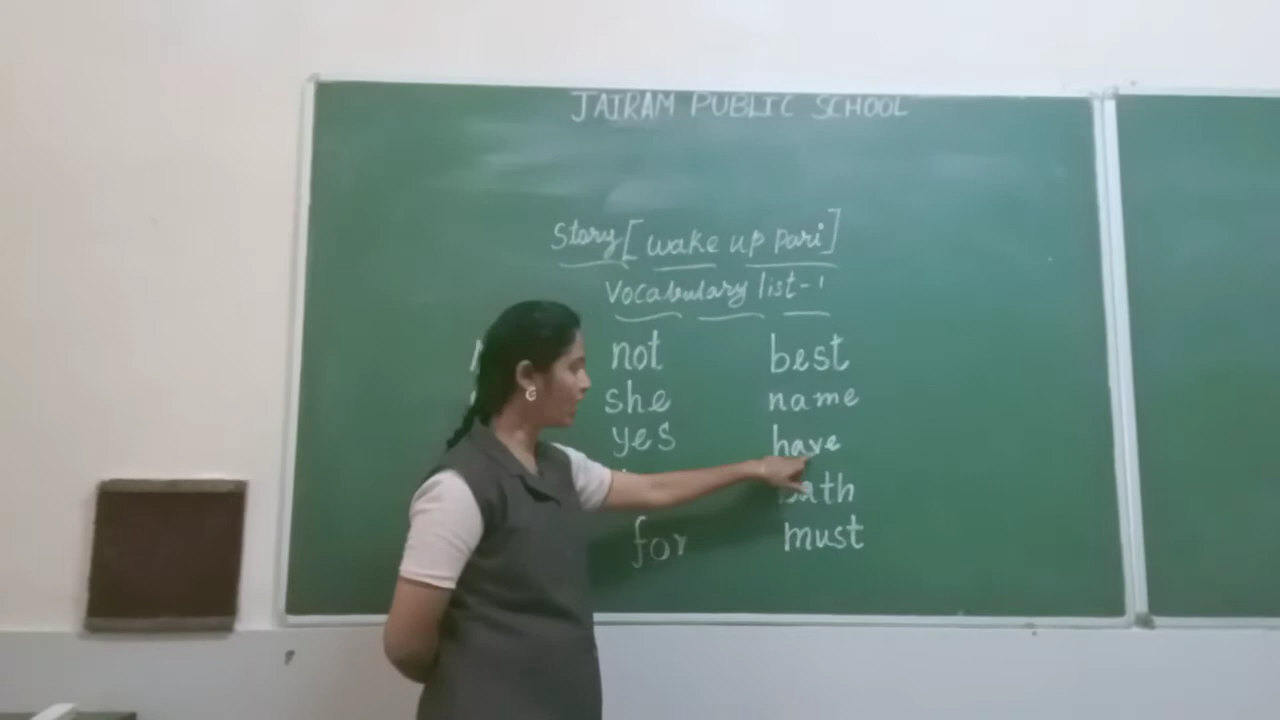 JAIRAM PUBLIC SCHOOL
Story [wake up pari]
Vocabulary list-1
not best
she name
yes have
bath
for must